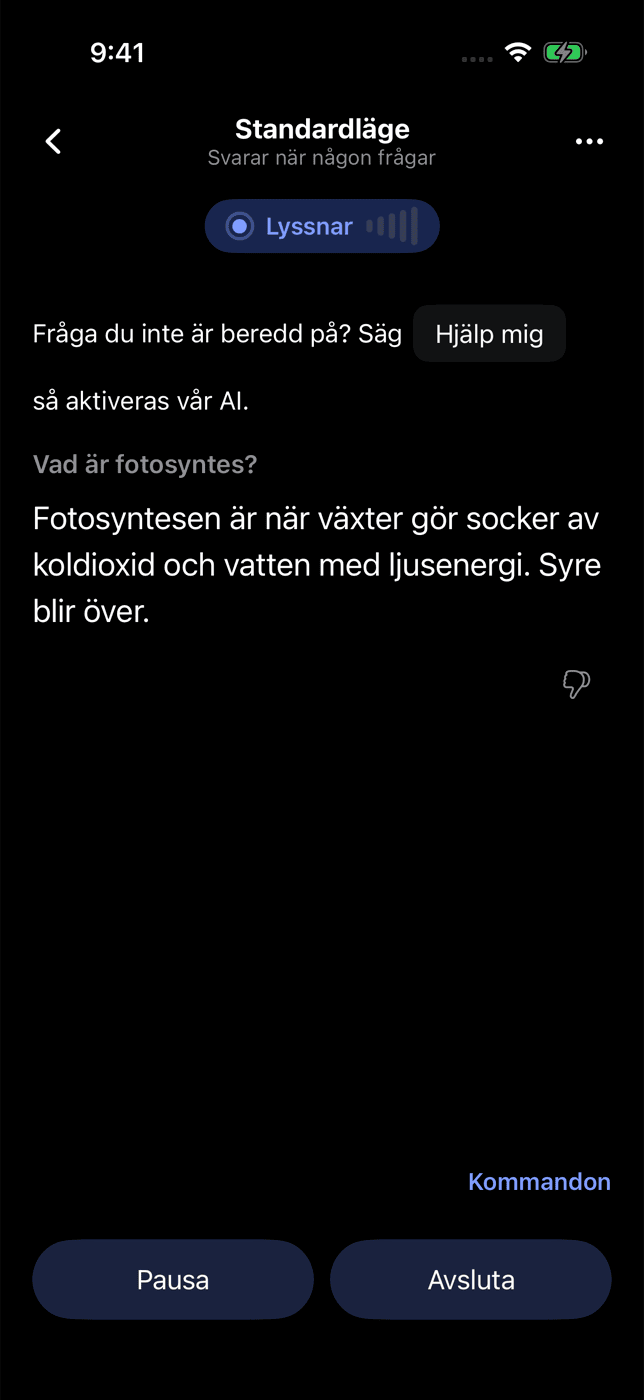 9:41
Standardläge
Svarar när någon frågar
Lyssnar
Fråga du inte är beredd på? Säg Hjälp mig
så aktiveras vår AI.
Vad är fotosyntes?
Fotosyntesen är när växter gör socker av
koldioxid och vatten med ljusenergi. Syre
blir över.
Kommandon
Pausa
Avsluta